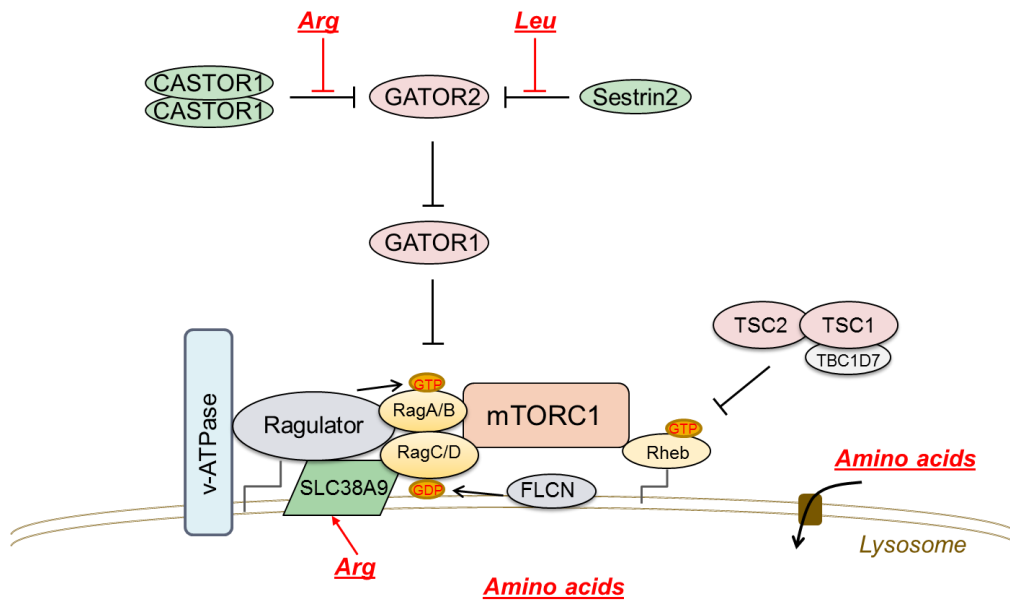 Arg
Leu
CASTOR1
CASTOR1
GATOR2
Sestrin2
GATOR1
TSC2
TSC1
TBC1D7
v-ATPase
Ragulator
GTP
RagA/B
mTORC1
RagC/D
GTP
Rheb
SLC38A9
GDP
FLCN
Amino acids
Lysosome
Arg
Amino acids